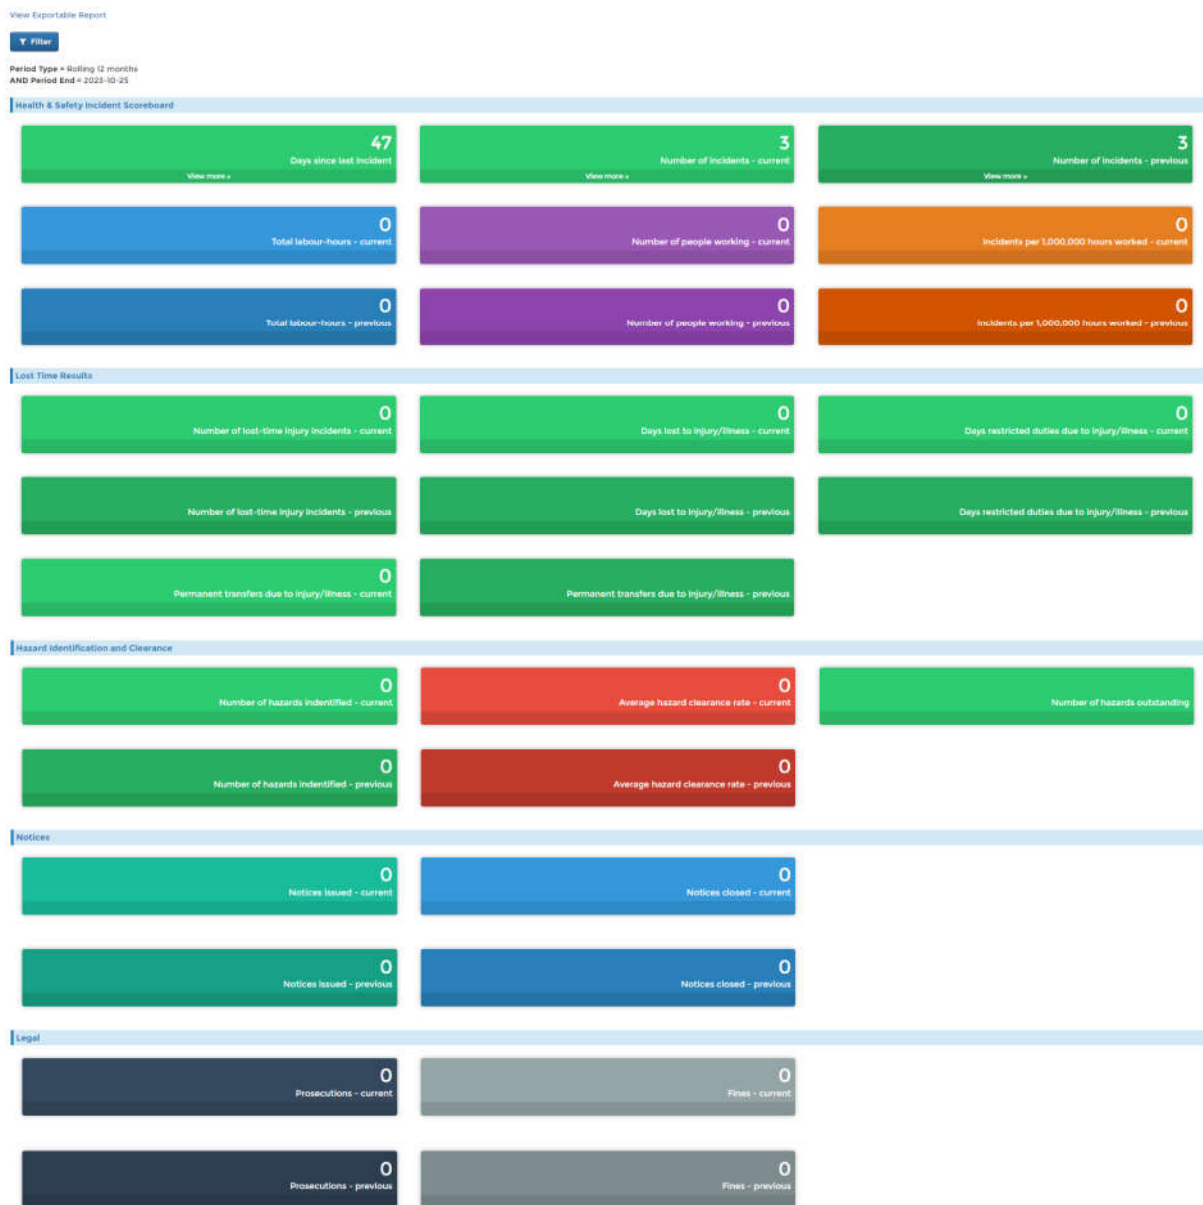 View Exportable Report
Filter
Period Type = Rolling 12 months
AND Period End = 2023-10-25
Health & Safety Incident Scoreboard
47
Days since last incident
View more »
3
Number of incidents - current
View more »
3
Number of incidents - previous
View more »
0
Total labour-hours - current
0
Number of people working - current
0
Incidents per 1,000,000 hours worked - current
0
Total labour-hours - previous
0
Number of people working - previous
0
Incidents per 1,000,000 hours worked - previous
Lost Time Results
0
Number of lost-time injury incidents - current
0
Days lost to injury/illness - current
0
Days restricted duties due to injury/illness - current
Number of lost-time injury incidents - previous
Days lost to injury/illness - previous
Days restricted duties due to injury/illness - previous
0
Permanent transfers due to injury/illness - current
Permanent transfers due to injury/illness - previous
Hazard Identification and Clearance
0
Number of hazards indentified - current
0
Average hazard clearance rate - current
Number of hazards outstanding
0
Number of hazards indentified - previous
0
Average hazard clearance rate - previous
Notices
0
Notices issued - current
0
Notices closed - current
0
Notices issued - previous
0
Notices closed - previous
Legal
0
Prosecutions - current
0
Fines - current
0
Prosecutions - previous
0
Fines - previous